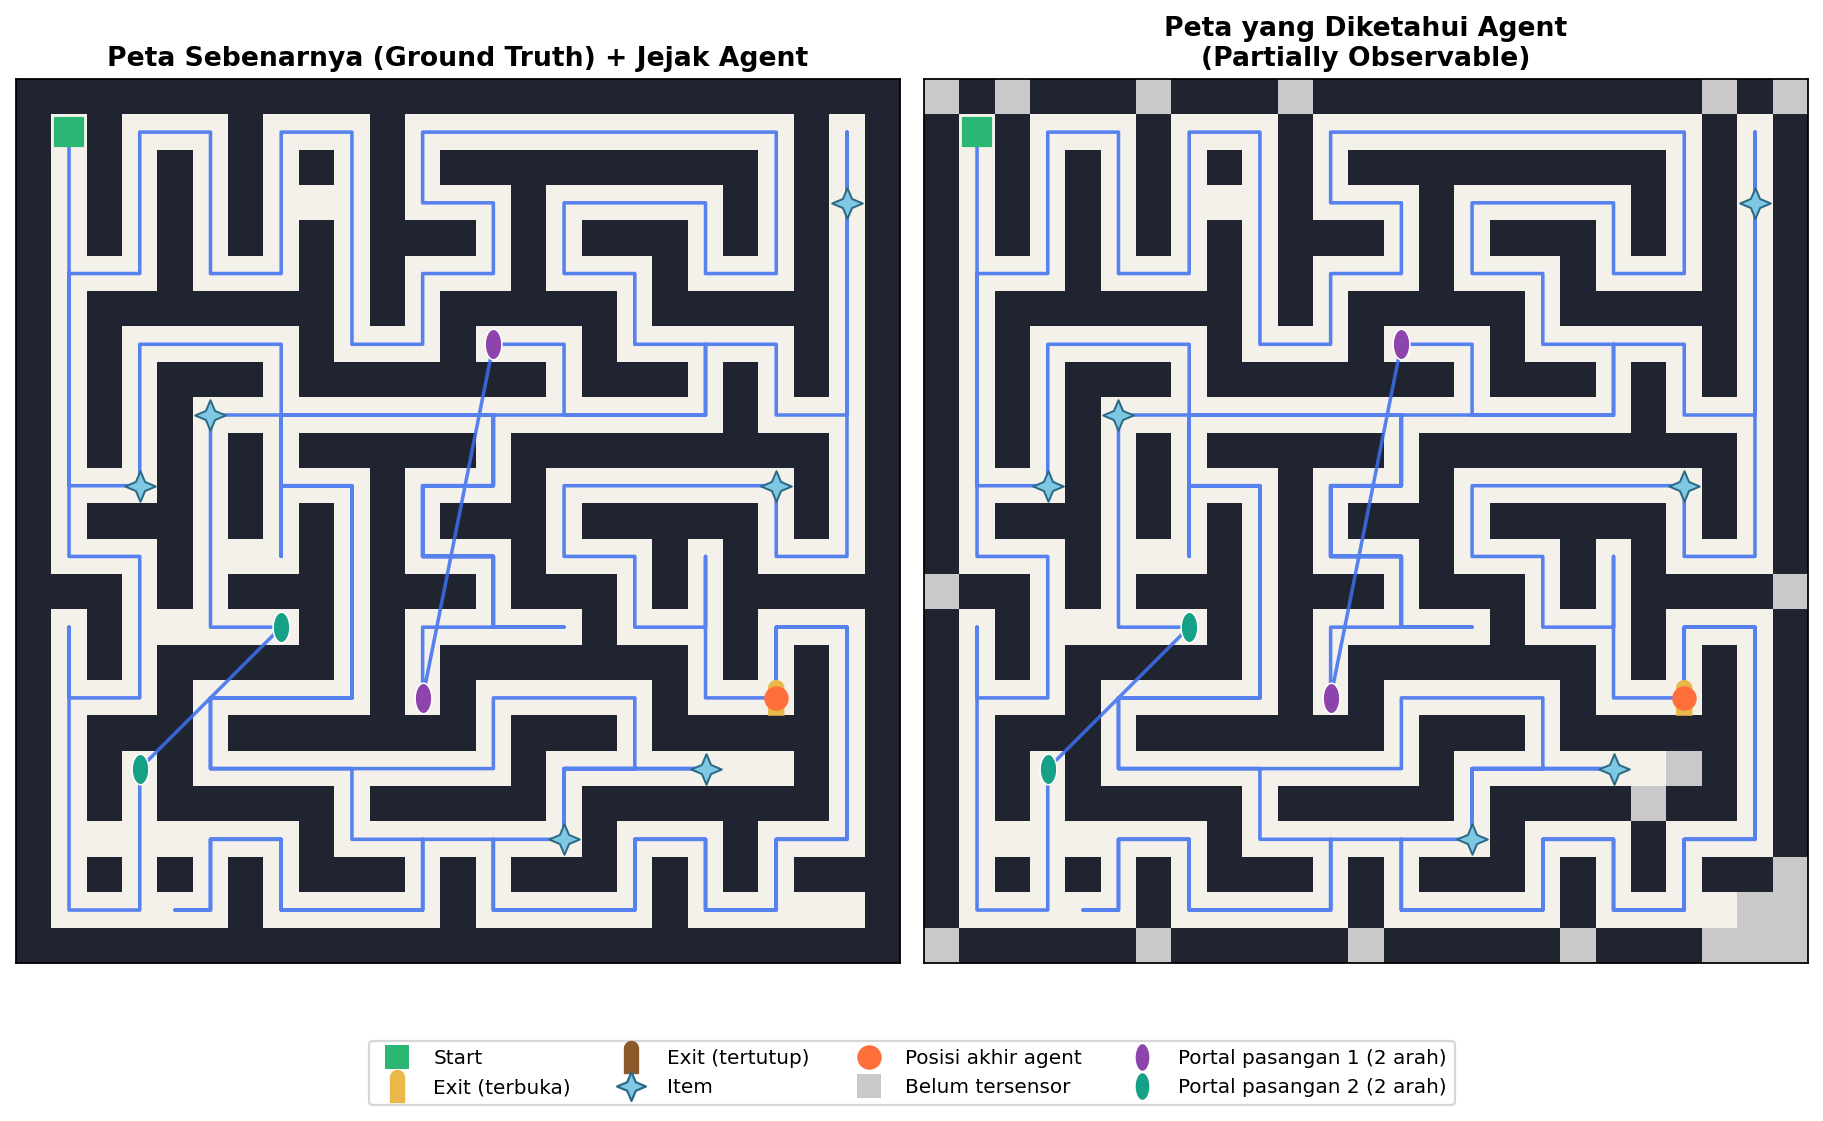 Peta Sebenarnya (Ground Truth) + Jejak Agent
Peta yang Diketahui Agent
(Partially Observable)
Start
Exit (terbuka)
Exit (tertutup)
Item
Posisi akhir agent
Belum tersensor
Portal pasangan 1 (2 arah)
Portal pasangan 2 (2 arah)